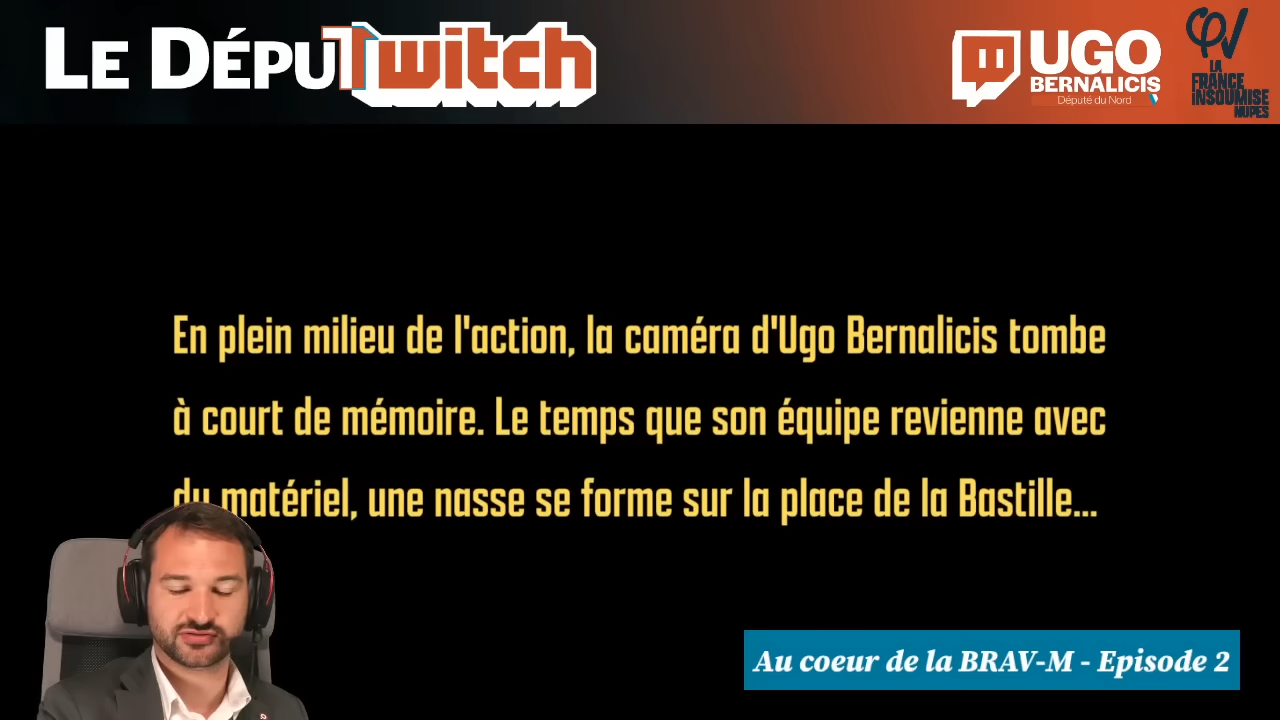 LE DÉPUTwitch
UGO
BERNALICIS
Député du Nord
LA
FRANCE
INSOUMISE
NUPES
En plein milieu de l'action, la caméra d'Ugo Bernalicis tombe
à court de mémoire. Le temps que son équipe revienne avec
du matériel, une nasse se forme sur la place de la Bastille...
Au coeur de la BRAV-M - Episode 2